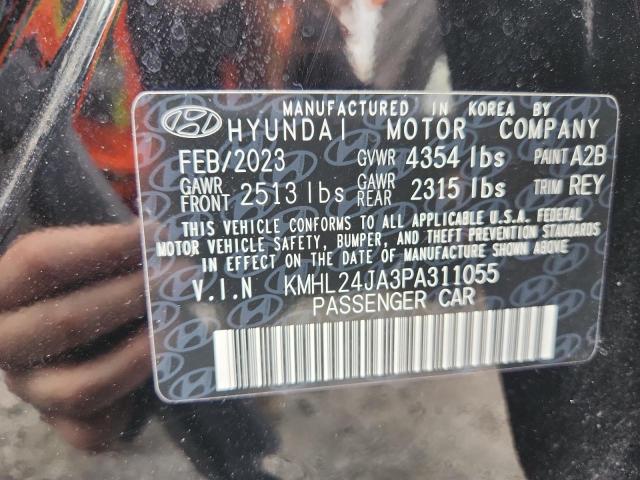 MANUFACTURED IN KOREA BY
HYUNDAI MOTOR COMPANY
FEB/2023 GVWR 4354 lbs PAINT A2B
GAWR FRONT 2513 lbs GAWR REAR 2315 lbs TRIM REY
THIS VEHICLE CONFORMS TO ALL APPLICABLE U.S.A. FEDERAL
MOTOR VEHICLE SAFETY, BUMPER, AND THEFT PREVENTION STANDARDS
IN EFFECT ON THE DATE OF MANUFACTURE SHOWN ABOVE
V.I.N KMHL24JA3PA311055
PASSENGER CAR